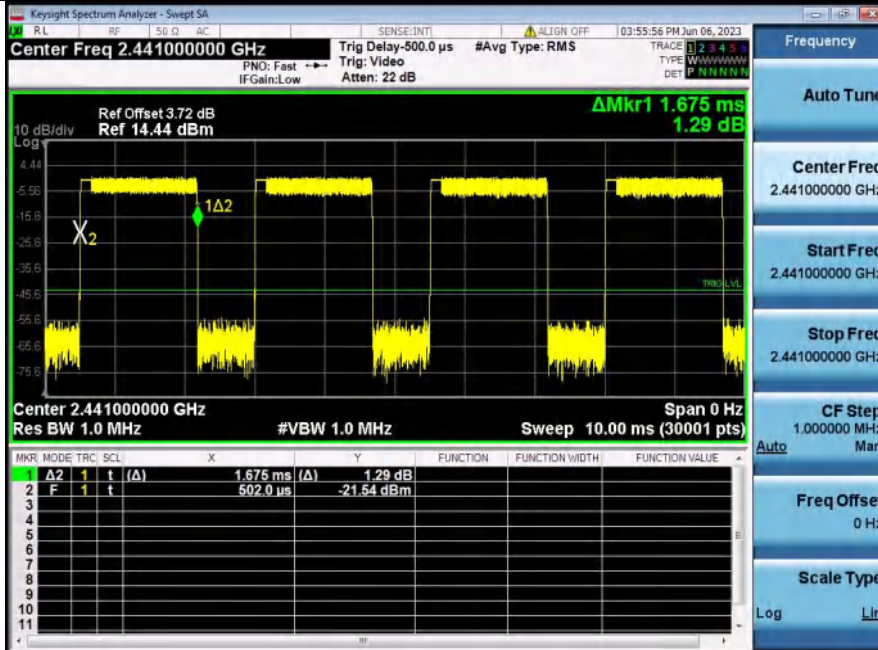 Keysight Spectrum Analyzer - Swept SA
RL RF 50 Ω AC SENSE:INT ALIGN OFF 03:55:56 PM Jun 06, 2023
Center Freq 2.441000000 GHz
PNO: Fast
IFGain:Low
Trig Delay-500.0 µs
Trig: Video
Atten: 22 dB
#Avg Type: RMS
TRACE 1 2 3 4 5 6
TYPE WWWWWW
DET P N N N N N
Frequency
ΔMkr1 1.675 ms
1.29 dB
Ref Offset 3.72 dB
10 dB/div Ref 14.44 dBm
Log
4.44
-5.56
-15.6
-25.6
-35.6
-45.6
-55.6
-65.6
-75.6
X2
1Δ2
TRIG LVL
Center 2.441000000 GHz Span 0 Hz
Res BW 1.0 MHz #VBW 1.0 MHz Sweep 10.00 ms (30001 pts)
MKR MODE TRC SCL X Y FUNCTION FUNCTION WIDTH FUNCTION VALUE
1 Δ2 1 t (Δ) 1.675 ms (Δ) 1.29 dB
2 F 1 t 502.0 µs -21.54 dBm
3
4
5
6
7
8
9
10
11
Auto Tune
Center Freq
2.441000000 GHz
Start Freq
2.441000000 GHz
Stop Freq
2.441000000 GHz
CF Step
1.000000 MHz
Auto Man
Freq Offset
0 Hz
Scale Type
Log Lin